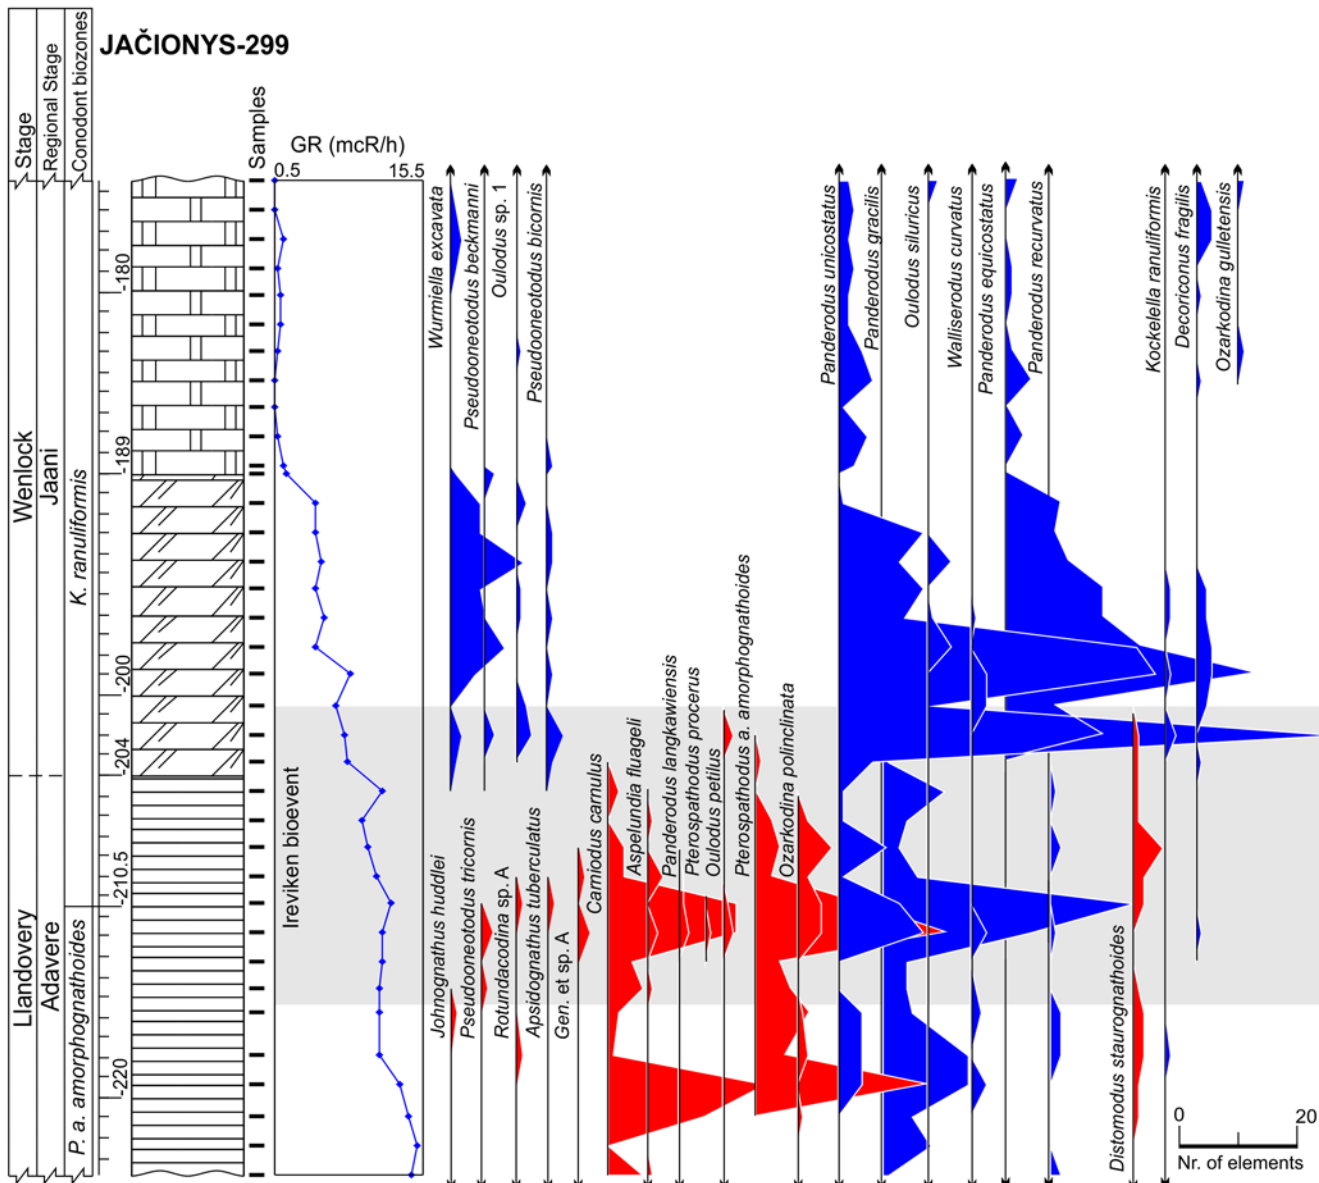 JAČIONYS-299
Stage
Regional Stage
Conodont biozones
Samples
GR (mcR/h)
0.5 15.5
Wenlock
Jaani
K. ranuliformis
Llandovery
Adavere
P. a. amorphognathoides
-180
-189
-200
-204
-210.5
-220
Ireviken bioevent
Wurmiella excavata
Pseudooneotodus beckmanni
Oulodus sp. 1
Pseudooneotodus bicornis
Johnognathus huddlei
Pseudooneotodus tricornis
Rotundacodina sp. A
Apsidognathus tuberculatus
Gen. et sp. A
Carniodus carnulus
Aspelundia fluegeli
Panderodus langkawiensis
Pterospathodus procerus
Oulodus petilus
Pterospathodus a. amorphognathoides
Ozarkodina polinclinata
Panderodus unicostatus
Panderodus gracilis
Oulodus siluricus
Walliserodus curvatus
Panderodus equicostatus
Panderodus recurvatus
Distomodus staurognathoides
Kockelella ranuliformis
Decoriconus fragilis
Ozarkodina gulletensis
0 20
Nr. of elements